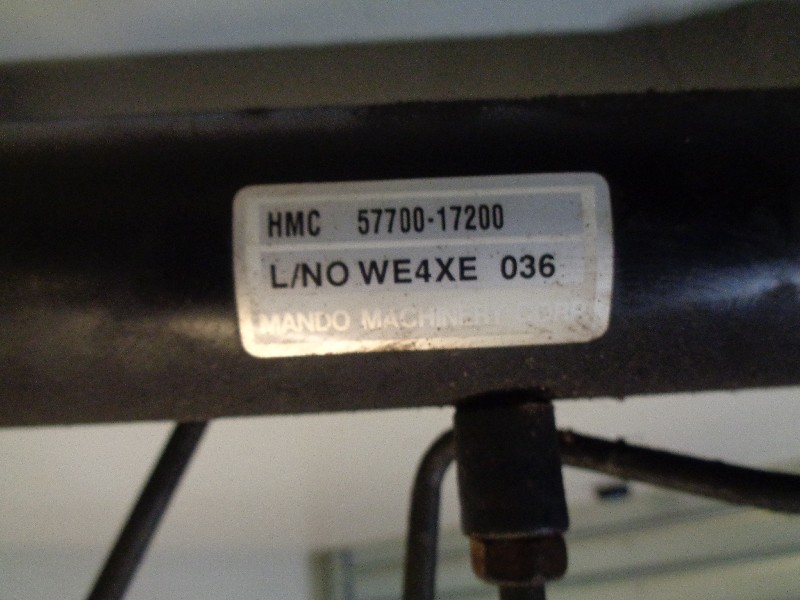 HMC 57700-17200
L/NO WE4XE 036
MANDO MACHINERY CORP